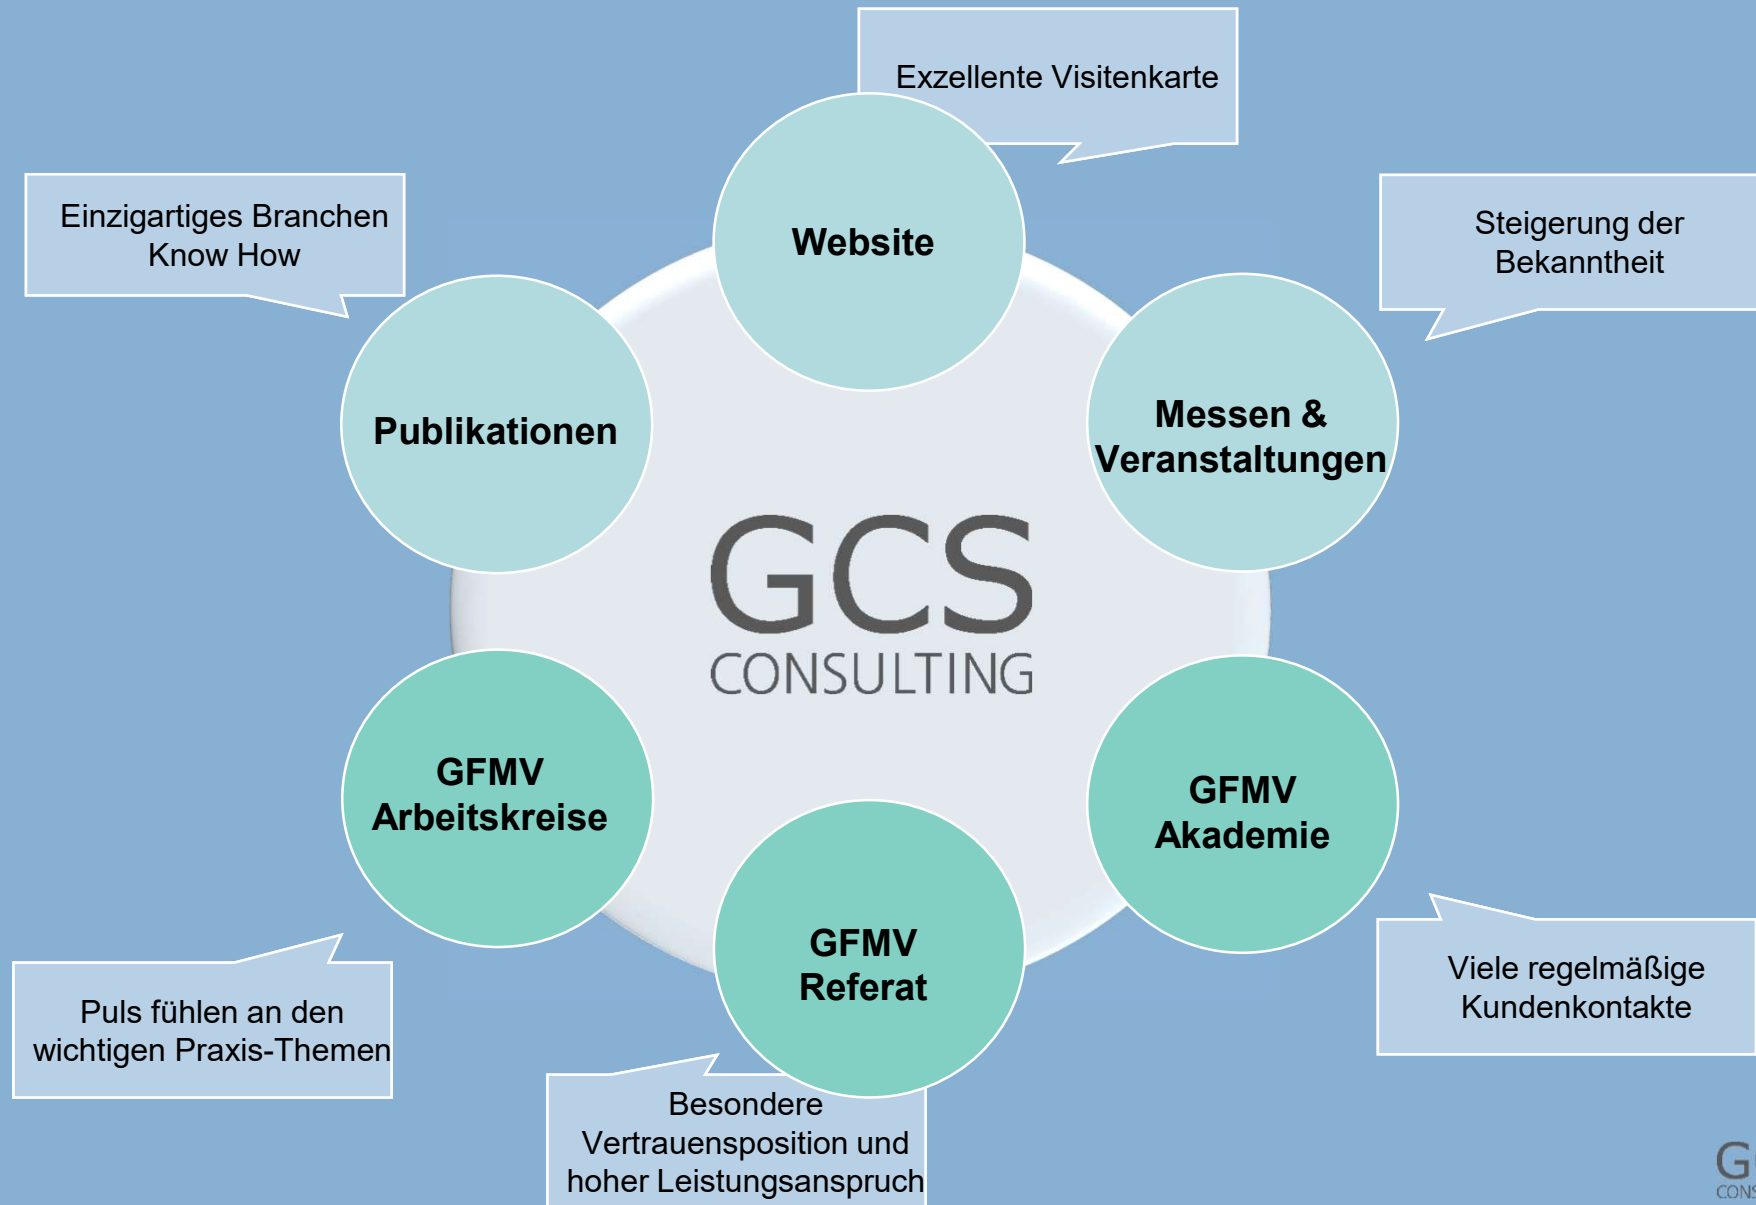 Exzellente Visitenkarte
Website
Einzigartiges Branchen
Know How
Publikationen
Steigerung der
Bekanntheit
Messen &
Veranstaltungen
GCS
CONSULTING
GFMV
Arbeitskreise
GFMV
Akademie
GFMV
Referat
Puls fühlen an den
wichtigen Praxis-Themen
Viele regelmäßige
Kundenkontakte
Besondere
Vertrauensposition und
hoher Leistungsanspruch